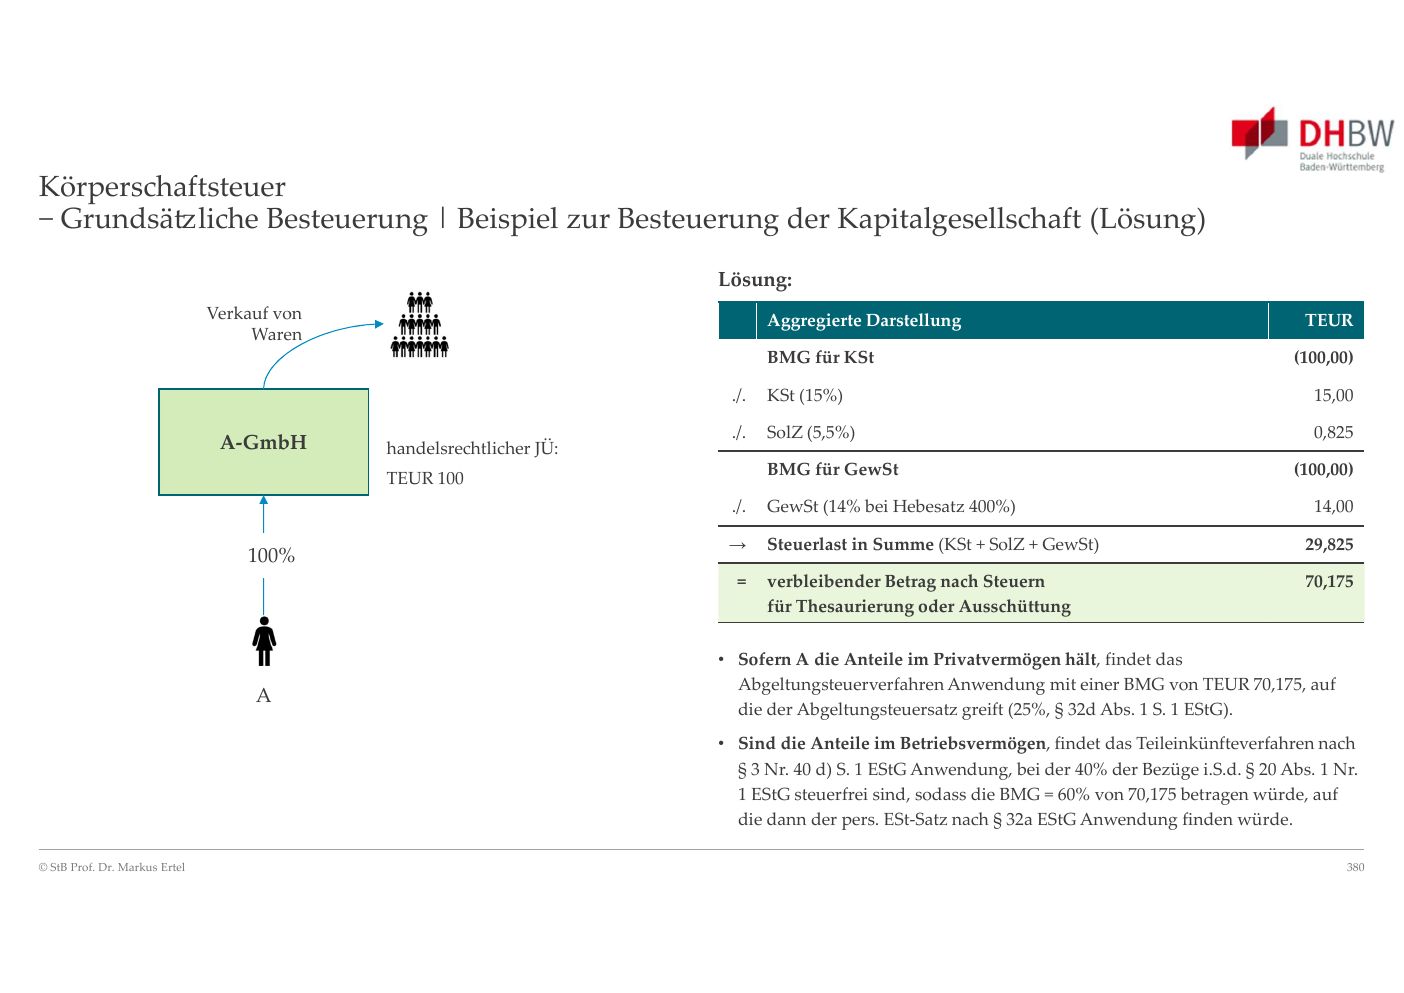 DHBW
Duale Hochschule
Baden-Württemberg
Körperschaftsteuer
– Grundsätzliche Besteuerung | Beispiel zur Besteuerung der Kapitalgesellschaft (Lösung)
Verkauf von
Waren
A-GmbH
handelsrechtlicher JÜ:
TEUR 100
100%
A
Lösung:
Aggregierte Darstellung TEUR
BMG für KSt (100,00)
./. KSt (15%) 15,00
./. SolZ (5,5%) 0,825
BMG für GewSt (100,00)
./. GewSt (14% bei Hebesatz 400%) 14,00
→ Steuerlast in Summe (KSt + SolZ + GewSt) 29,825
= verbleibender Betrag nach Steuern 70,175
für Thesaurierung oder Ausschüttung
• Sofern A die Anteile im Privatvermögen hält, findet das
Abgeltungsteuerverfahren Anwendung mit einer BMG von TEUR 70,175, auf
die der Abgeltungsteuersatz greift (25%, § 32d Abs. 1 S. 1 EStG).
• Sind die Anteile im Betriebsvermögen, findet das Teileinkünfteverfahren nach
§ 3 Nr. 40 d) S. 1 EStG Anwendung, bei der 40% der Bezüge i.S.d. § 20 Abs. 1 Nr.
1 EStG steuerfrei sind, sodass die BMG = 60% von 70,175 betragen würde, auf
die dann der pers. ESt-Satz nach § 32a EStG Anwendung finden würde.
© StB Prof. Dr. Markus Ertel
380